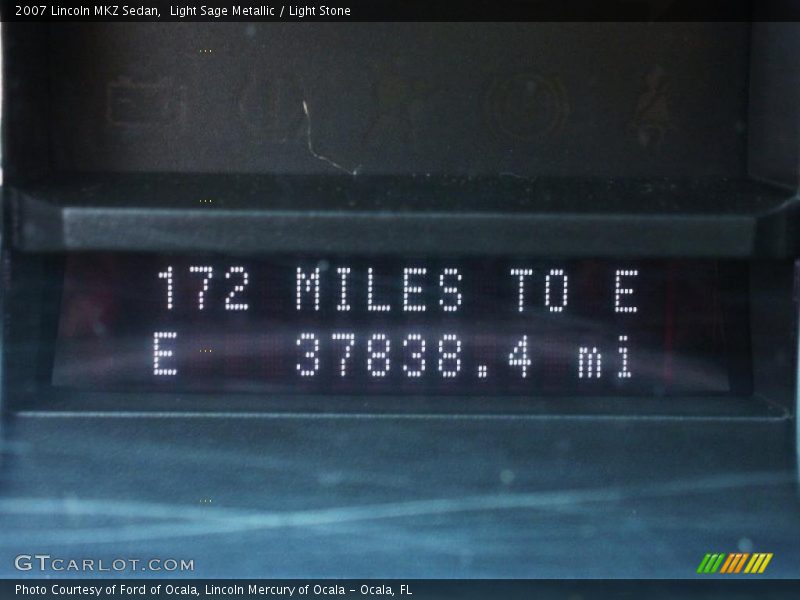 2007 Lincoln MKZ Sedan,  Light Sage Metallic / Light Stone
172 MILES TO E
E 37838.4 mi
GTCARLOT.COM
Photo Courtesy of Ford of Ocala, Lincoln Mercury of Ocala – Ocala, FL